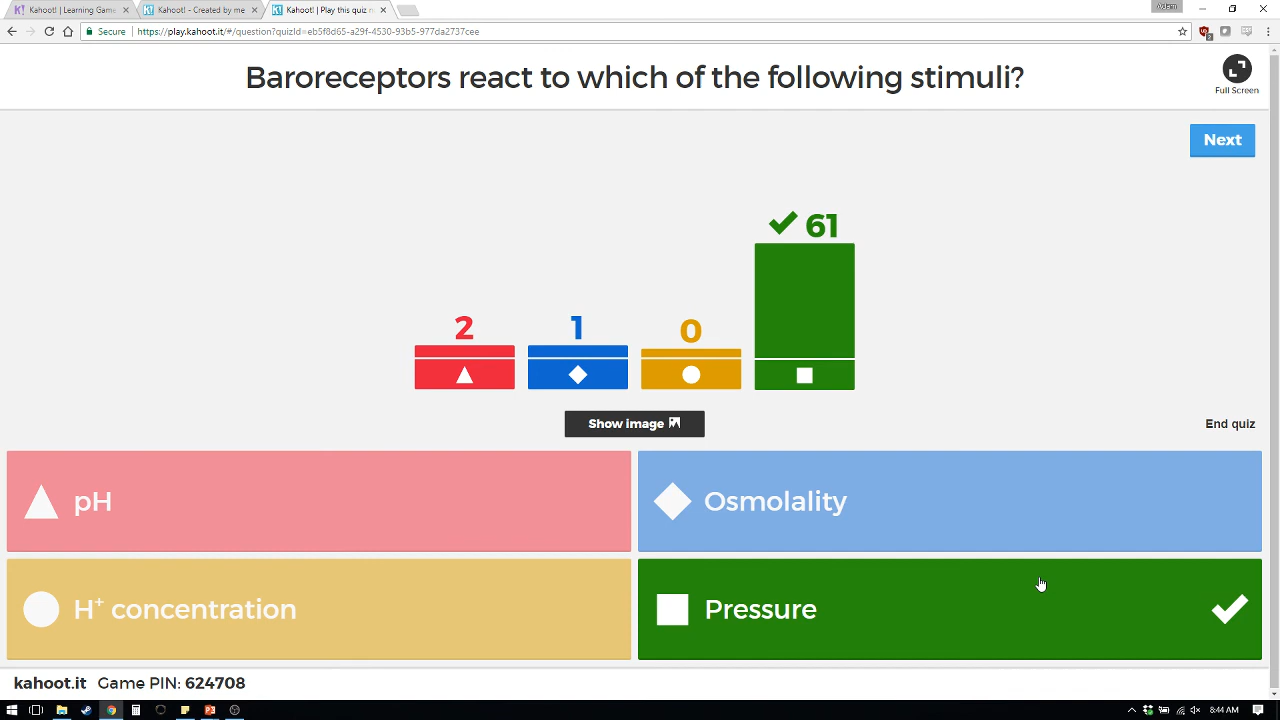 Kahoot! | Learning Game
Kahoot! - Created by me
Kahoot! | Play this quiz n
Adam
Secure
https://play.kahoot.it/#/question?quizId=eb5f8d65-a29f-4530-93b5-977da2737cee
Baroreceptors react to which of the following stimuli?
Full Screen
Next
61
2
1
0
Show image
End quiz
pH
Osmolality
H⁺ concentration
Pressure
kahoot.it Game PIN: 624708
8:44 AM